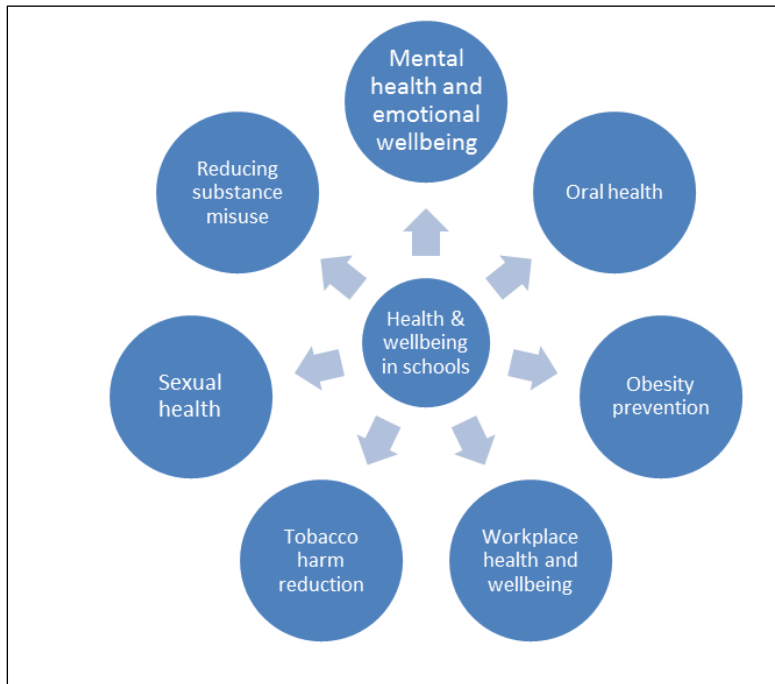 Mental
health and
emotional
wellbeing
Oral health
Obesity
prevention
Workplace
health and
wellbeing
Tobacco
harm
reduction
Sexual
health
Reducing
substance
misuse
Health &
wellbeing
in schools